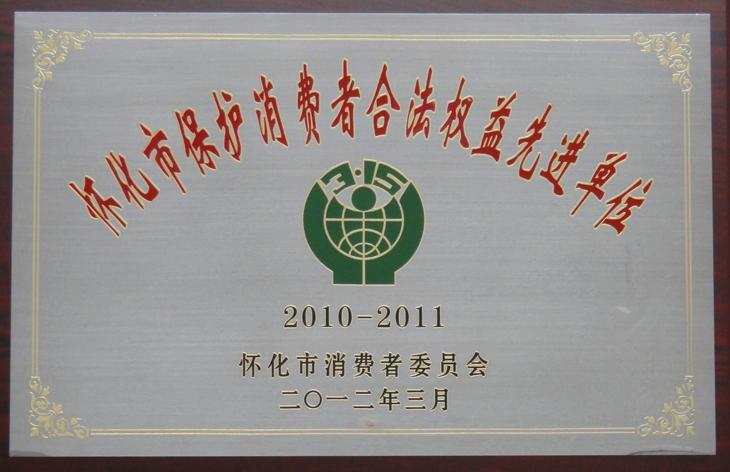 怀化市保护消费者合法权益先进单位
3·15
2010-2011
怀化市消费者委员会
二〇一二年三月